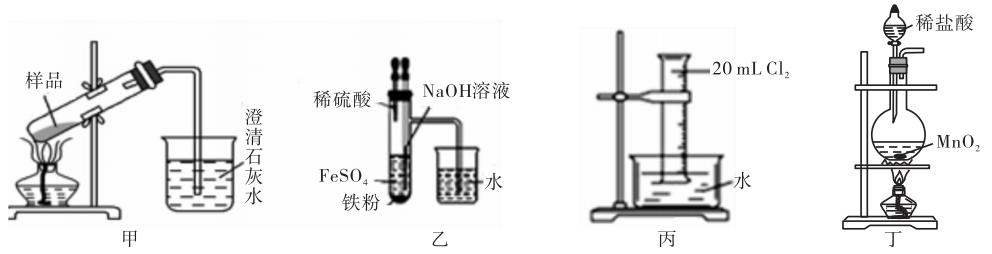 样品
澄清石灰水
甲
稀硫酸
NaOH溶液
FeSO₄
铁粉
水
乙
20 mL Cl₂
水
丙
稀盐酸
MnO₂
丁